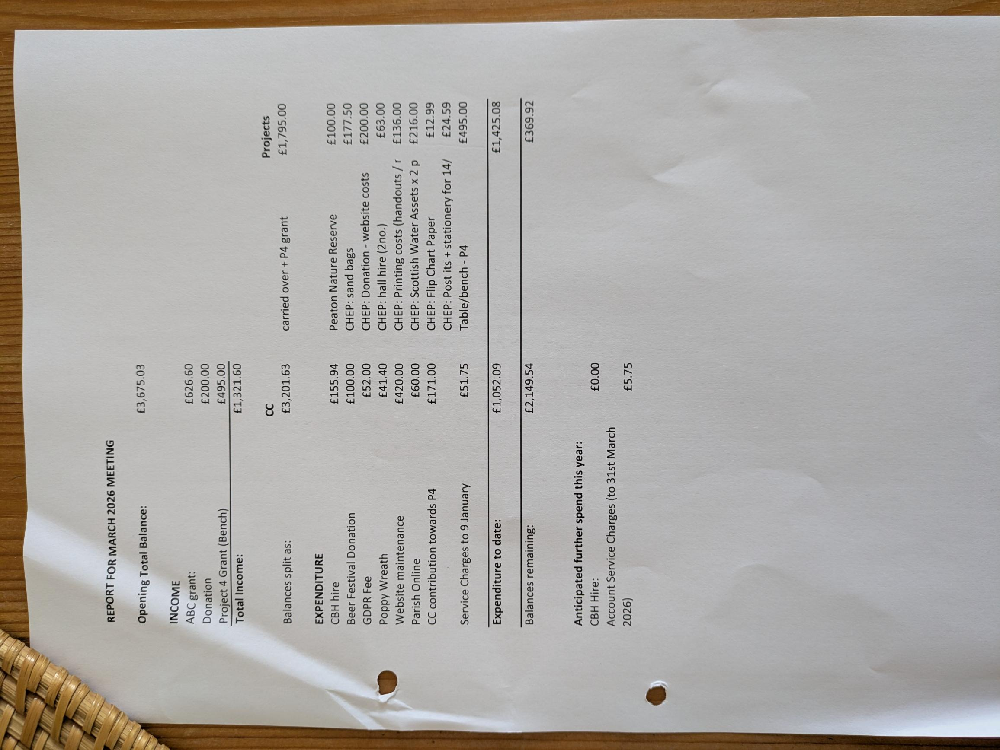 REPORT FOR MARCH 2026 MEETING
Opening Total Balance: £3,675.03
INCOME
ABC grant: £626.60
Donation £200.00
Project 4 Grant (Bench) £495.00
Total Income: £1,321.60
CC Projects
Balances split as: £3,201.63 carried over + P4 grant £1,795.00
EXPENDITURE
CBH hire £155.94 Peaton Nature Reserve £100.00
Beer Festival Donation £100.00 CHEP: sand bags £177.50
GDPR Fee £52.00 CHEP: Donation - website costs £200.00
Poppy Wreath £41.40 CHEP: hall hire (2no.) £63.00
Website maintenance £420.00 CHEP: Printing costs (handouts / r £136.00
Parish Online £60.00 CHEP: Scottish Water Assets x 2 p £216.00
CC contribution towards P4 £171.00 CHEP: Flip Chart Paper £12.99
CHEP: Post its + stationery for 14/ £24.59
Service Charges to 9 January £51.75 Table/bench - P4 £495.00
Expenditure to date: £1,052.09 £1,425.08
Balances remaining: £2,149.54 £369.92
Anticipated further spend this year:
CBH Hire: £0.00
Account Service Charges (to 31st March
2026) £5.75